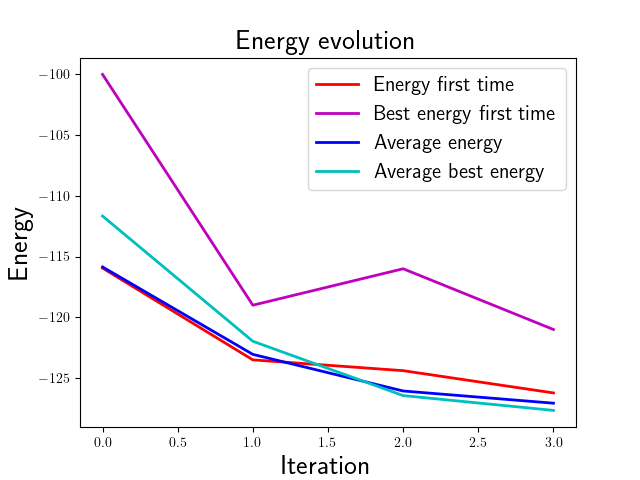 Energy evolution
Energy first time
Best energy first time
Average energy
Average best energy
Energy
−100
−105
−110
−115
−120
−125
0.0 0.5 1.0 1.5 2.0 2.5 3.0
Iteration